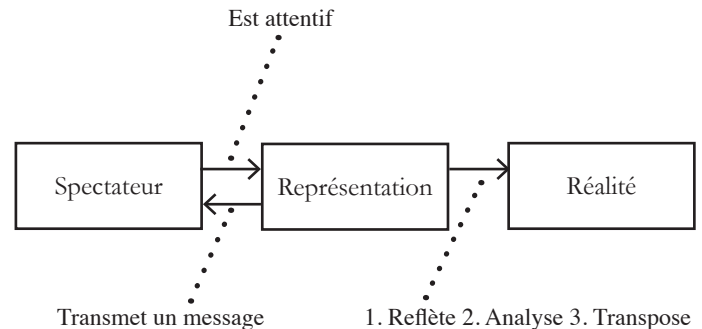 Est attentif
Spectateur
Représentation
Réalité
Transmet un message
1. Reflète 2. Analyse 3. Transpose